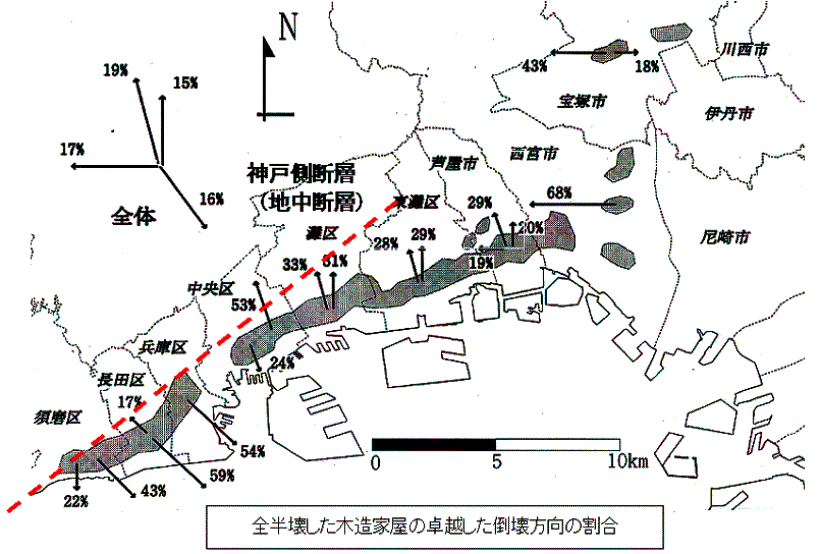 N
19%
15%
17%
16%
全体
神戸側断層
(地中断層)
43%
18%
川西市
宝塚市
伊丹市
芦屋市
西宮市
尼崎市
68%
東灘区
29%
20%
19%
灘区
28%
29%
33%
31%
中央区
53%
24%
兵庫区
長田区
17%
須磨区
54%
59%
43%
22%
0
5
10km
全半壊した木造家屋の卓越した倒壊方向の割合